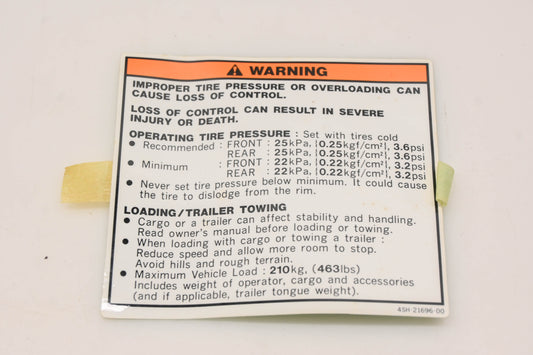 ⚠ WARNING
IMPROPER TIRE PRESSURE OR OVERLOADING CAN
CAUSE LOSS OF CONTROL.
LOSS OF CONTROL CAN RESULT IN SEVERE
INJURY OR DEATH.
OPERATING TIRE PRESSURE : Set with tires cold
● Recommended : FRONT : 25kPa, {0.25kgf/cm²}, 3.6psi
REAR : 25kPa, {0.25kgf/cm²}, 3.6psi
● Minimum : FRONT : 22kPa, {0.22kgf/cm²}, 3.2psi
REAR : 22kPa, {0.22kgf/cm²}, 3.2psi
● Never set tire pressure below minimum. It could cause
the tire to dislodge from the rim.
LOADING/TRAILER TOWING
● Cargo or a trailer can affect stability and handling.
Read owner's manual before loading or towing.
● When loading with cargo or towing a trailer :
Reduce speed and allow more room to stop.
Avoid hills and rough terrain.
● Maximum Vehicle Load : 210kg, (463lbs)
Includes weight of operator, cargo and accessories
(and if applicable, trailer tongue weight).
4SH-21696-00